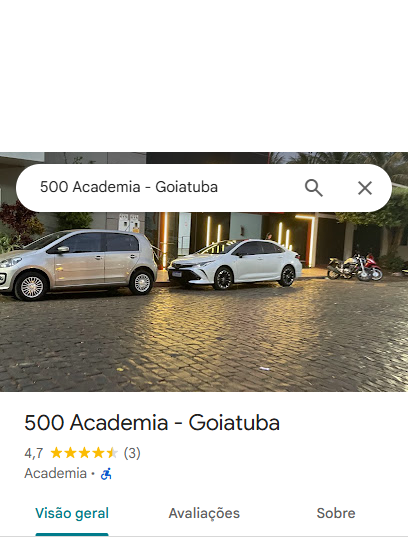 500 Academia - Goiatuba
500 Academia - Goiatuba
4,7 (3)
Academia ·
Visão geral Avaliações Sobre